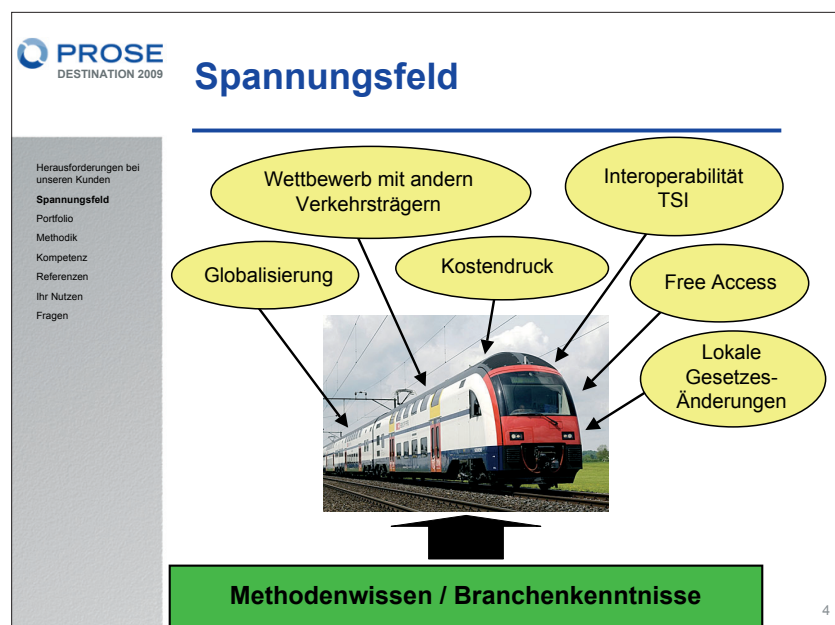 PROSE
DESTINATION 2009
Spannungsfeld
Herausforderungen bei
unseren Kunden
Spannungsfeld
Portfolio
Methodik
Kompetenz
Referenzen
Ihr Nutzen
Fragen
Wettbewerb mit andern
Verkehrsträgern
Interoperabilität
TSI
Globalisierung
Kostendruck
Free Access
Lokale
Gesetzes-
Änderungen
Methodenwissen / Branchenkenntnisse
4